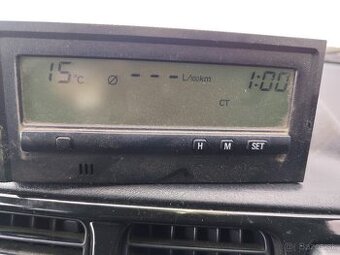 15 °C Ø --- L/100km 1:00
CT
H M SET